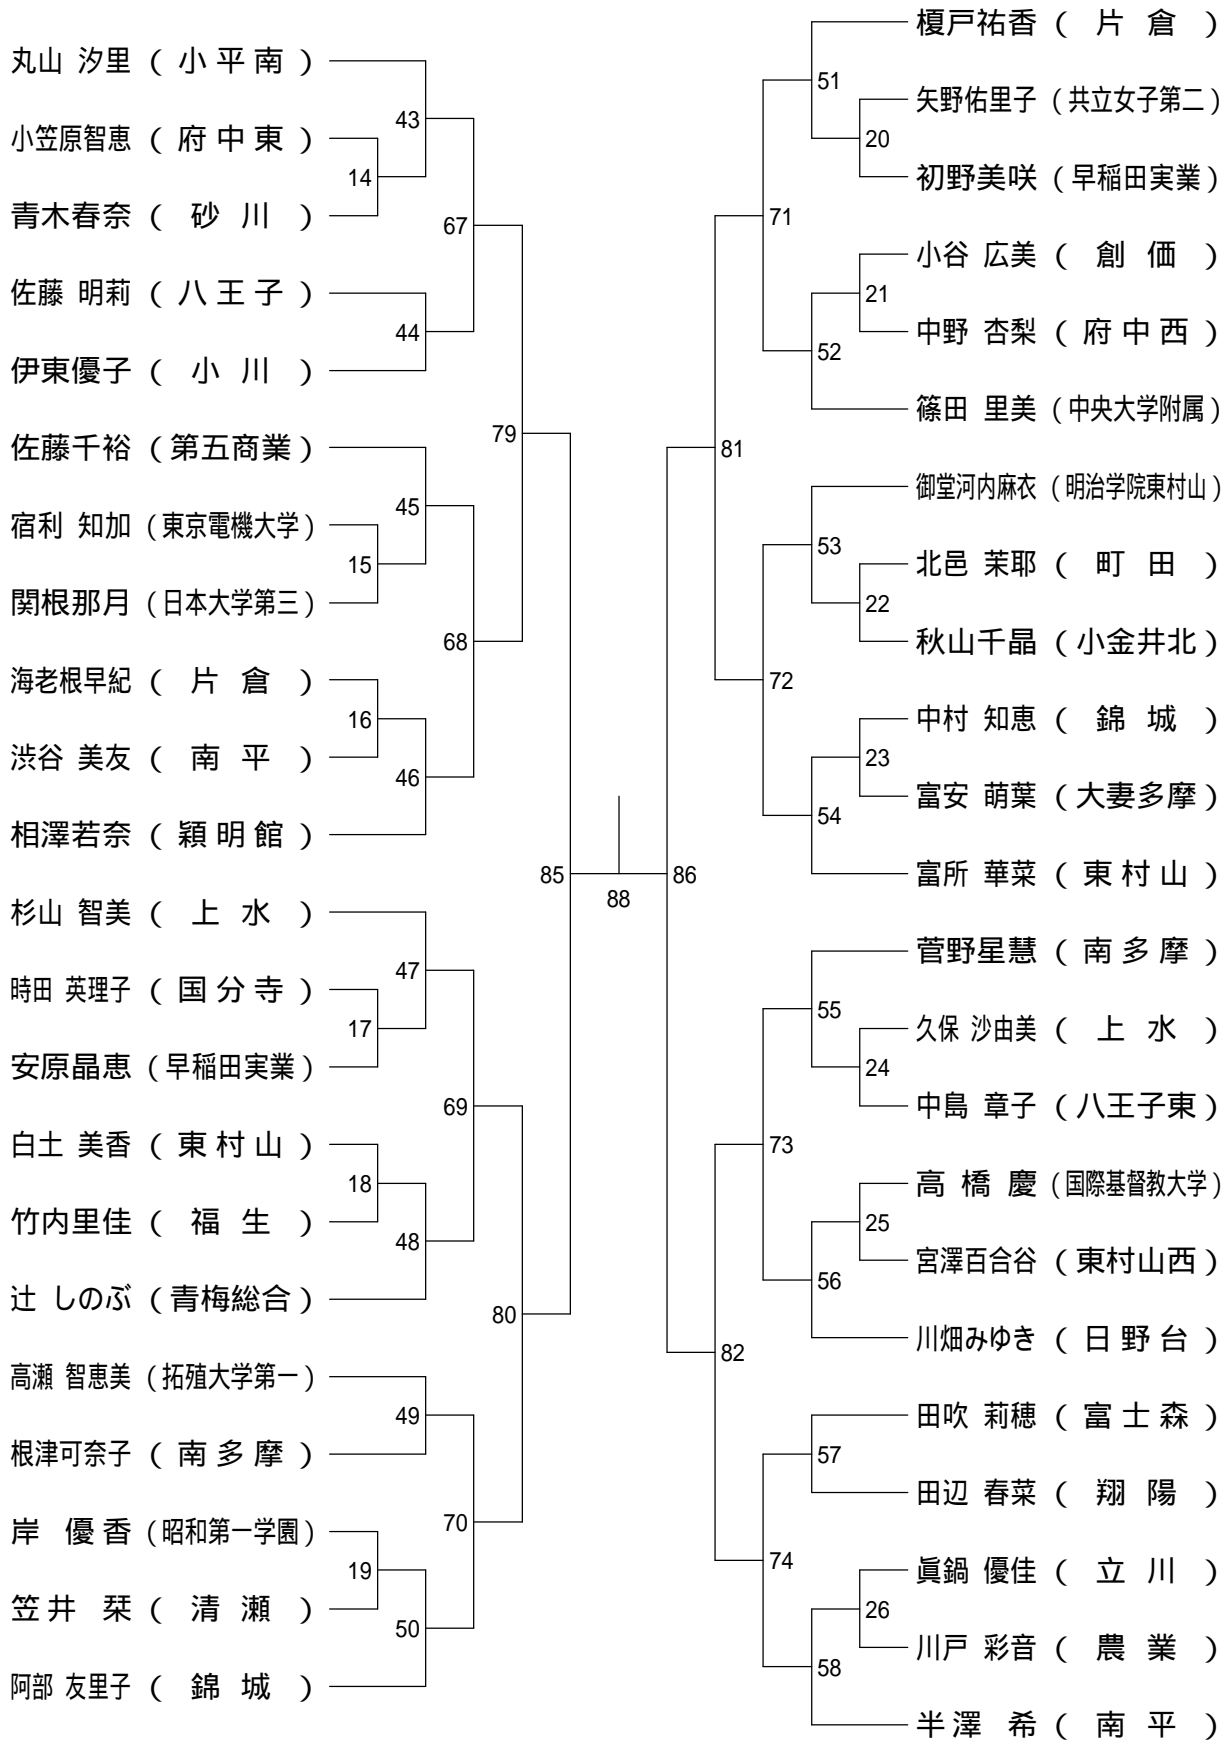 丸山 汐里 ( 小 平 南 )
小笠原智恵 ( 府 中 東 )
青木春奈 ( 砂 川 )
佐藤 明莉 ( 八 王 子 )
伊東優子 ( 小 川 )
佐藤千裕 ( 第五商業 )
宿利 知加 ( 東京電機大学 )
関根那月 ( 日本大学第三 )
海老根早紀 ( 片 倉 )
渋谷 美友 ( 南 平 )
相澤若奈 ( 穎 明 館 )
杉山 智美 ( 上 水 )
時田 英理子 ( 国 分 寺 )
安原晶恵 ( 早稲田実業 )
白土 美香 ( 東 村 山 )
竹内里佳 ( 福 生 )
辻 しのぶ ( 青梅総合 )
高瀬 智恵美 ( 拓殖大学第一 )
根津可奈子 ( 南 多 摩 )
岸 優 香 ( 昭和第一学園 )
笠 井 栞 ( 清 瀬 )
阿部 友里子 ( 錦 城 )
14
15
16
17
18
19
43
44
45
46
47
48
49
50
67
68
69
70
79
80
85
88
86
81
82
71
72
73
74
51
52
53
54
55
56
57
58
20
21
22
23
24
25
26
榎戸祐香 ( 片 倉 )
矢野佑里子 ( 共立女子第二 )
初野美咲 ( 早稲田実業 )
小谷 広美 ( 創 価 )
中野 杏梨 ( 府 中 西 )
篠田 里美 ( 中央大学附属 )
御堂河内麻衣 ( 明治学院東村山 )
北邑 茉耶 ( 町 田 )
秋山千晶 ( 小金井北 )
中村 知恵 ( 錦 城 )
富安 萌葉 ( 大妻多摩 )
富所 華菜 ( 東 村 山 )
菅野星慧 ( 南 多 摩 )
久保 沙由美 ( 上 水 )
中島 章子 ( 八王子東 )
高 橋 慶 ( 国際基督教大学 )
宮澤百合谷 ( 東村山西 )
川畑みゆき ( 日 野 台 )
田吹 莉穂 ( 富 士 森 )
田辺 春菜 ( 翔 陽 )
眞鍋 優佳 ( 立 川 )
川戸 彩音 ( 農 業 )
半 澤 希 ( 南 平 )